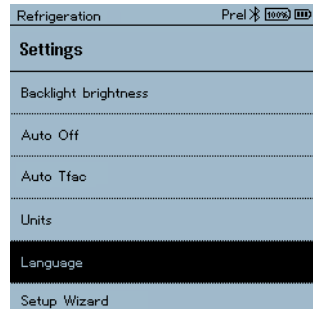 Refrigeration Prel 100%
Settings
Backlight brightness
Auto Off
Auto Tfac
Units
Language
Setup Wizard